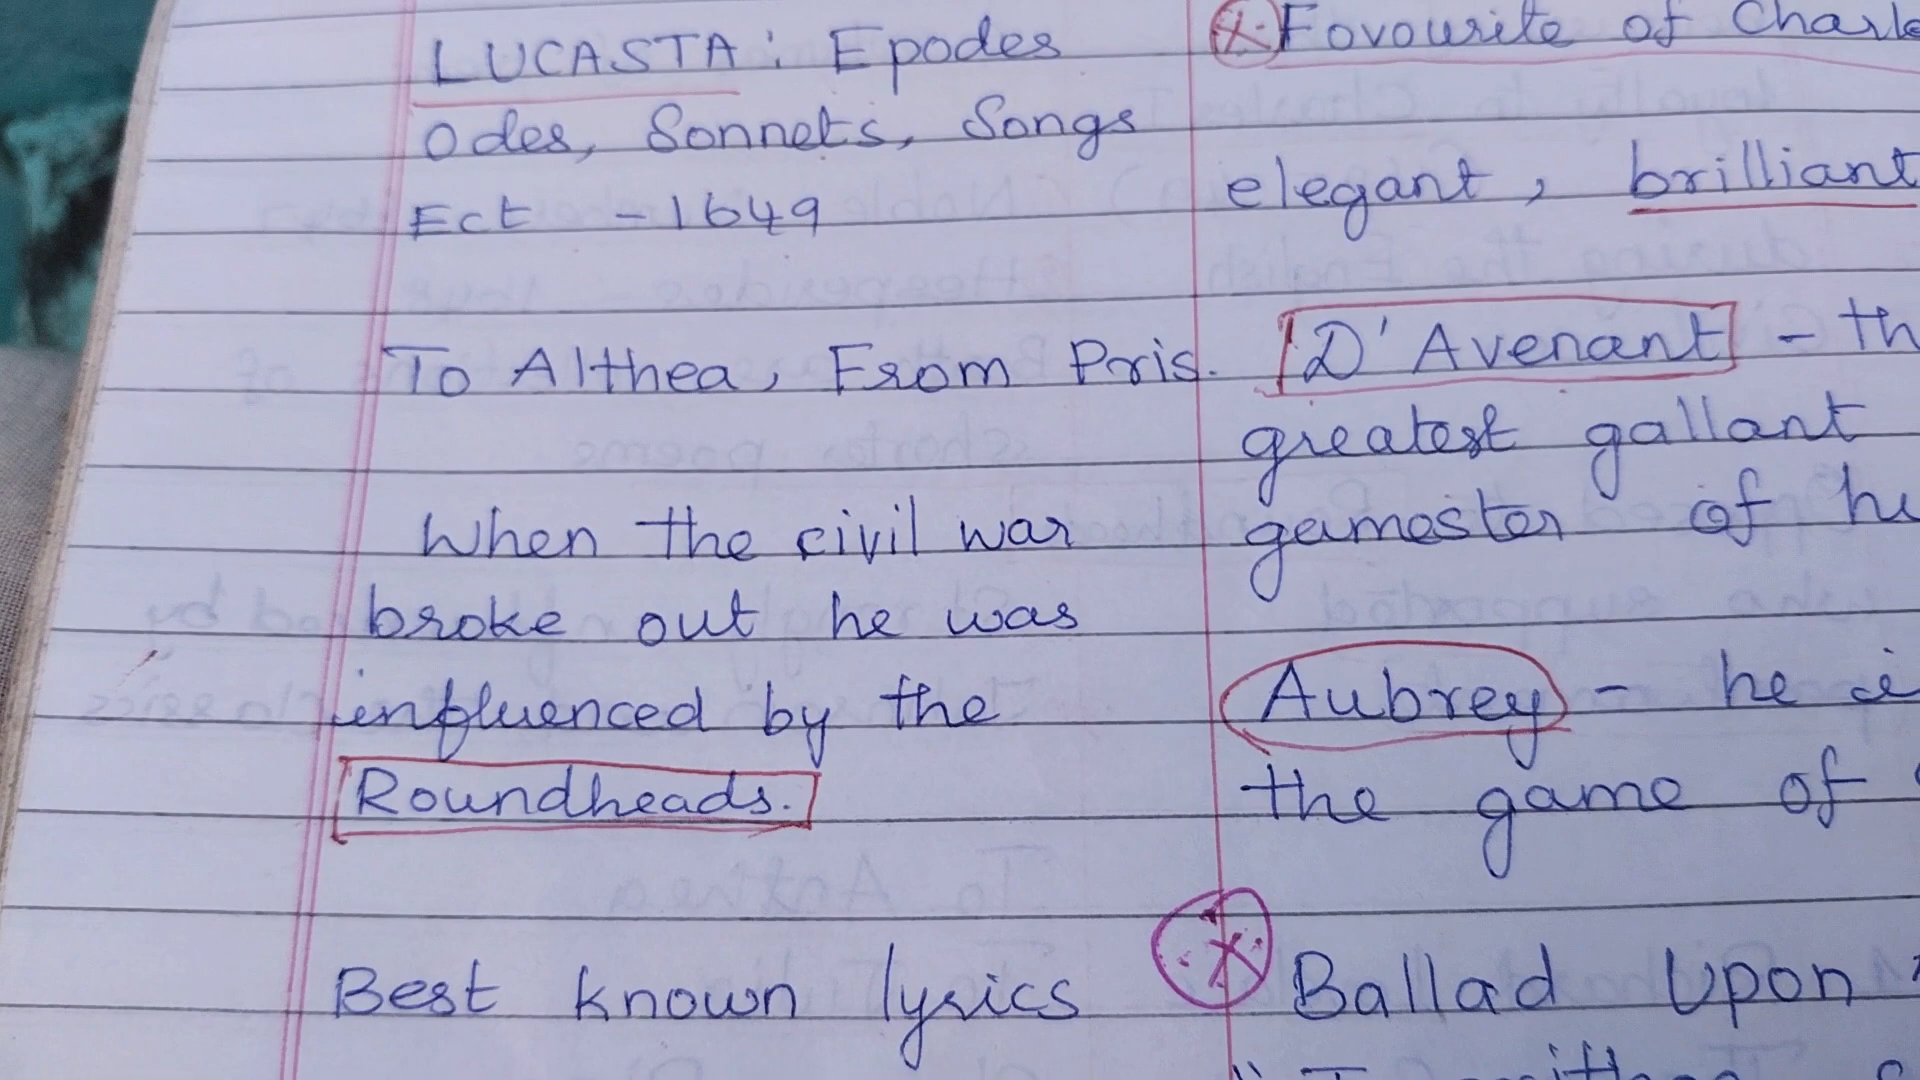 LUCASTA : Epodes
Odes, Sonnets, Songs
Ect - 1649
To Althea, From Pris.
When the civil war
broke out he was
influenced by the
Roundheads.
Best known lyrics
Fovourite of
elegant, brilliant
D'Avenant -
greatest gallant
gamester of
Aubrey - he
the game of
Ballad Upon